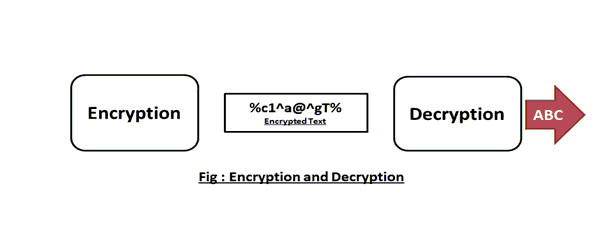 Encryption
%c1^a@^gT%
Encrypted Text
Decryption
ABC
Fig : Encryption and Decryption